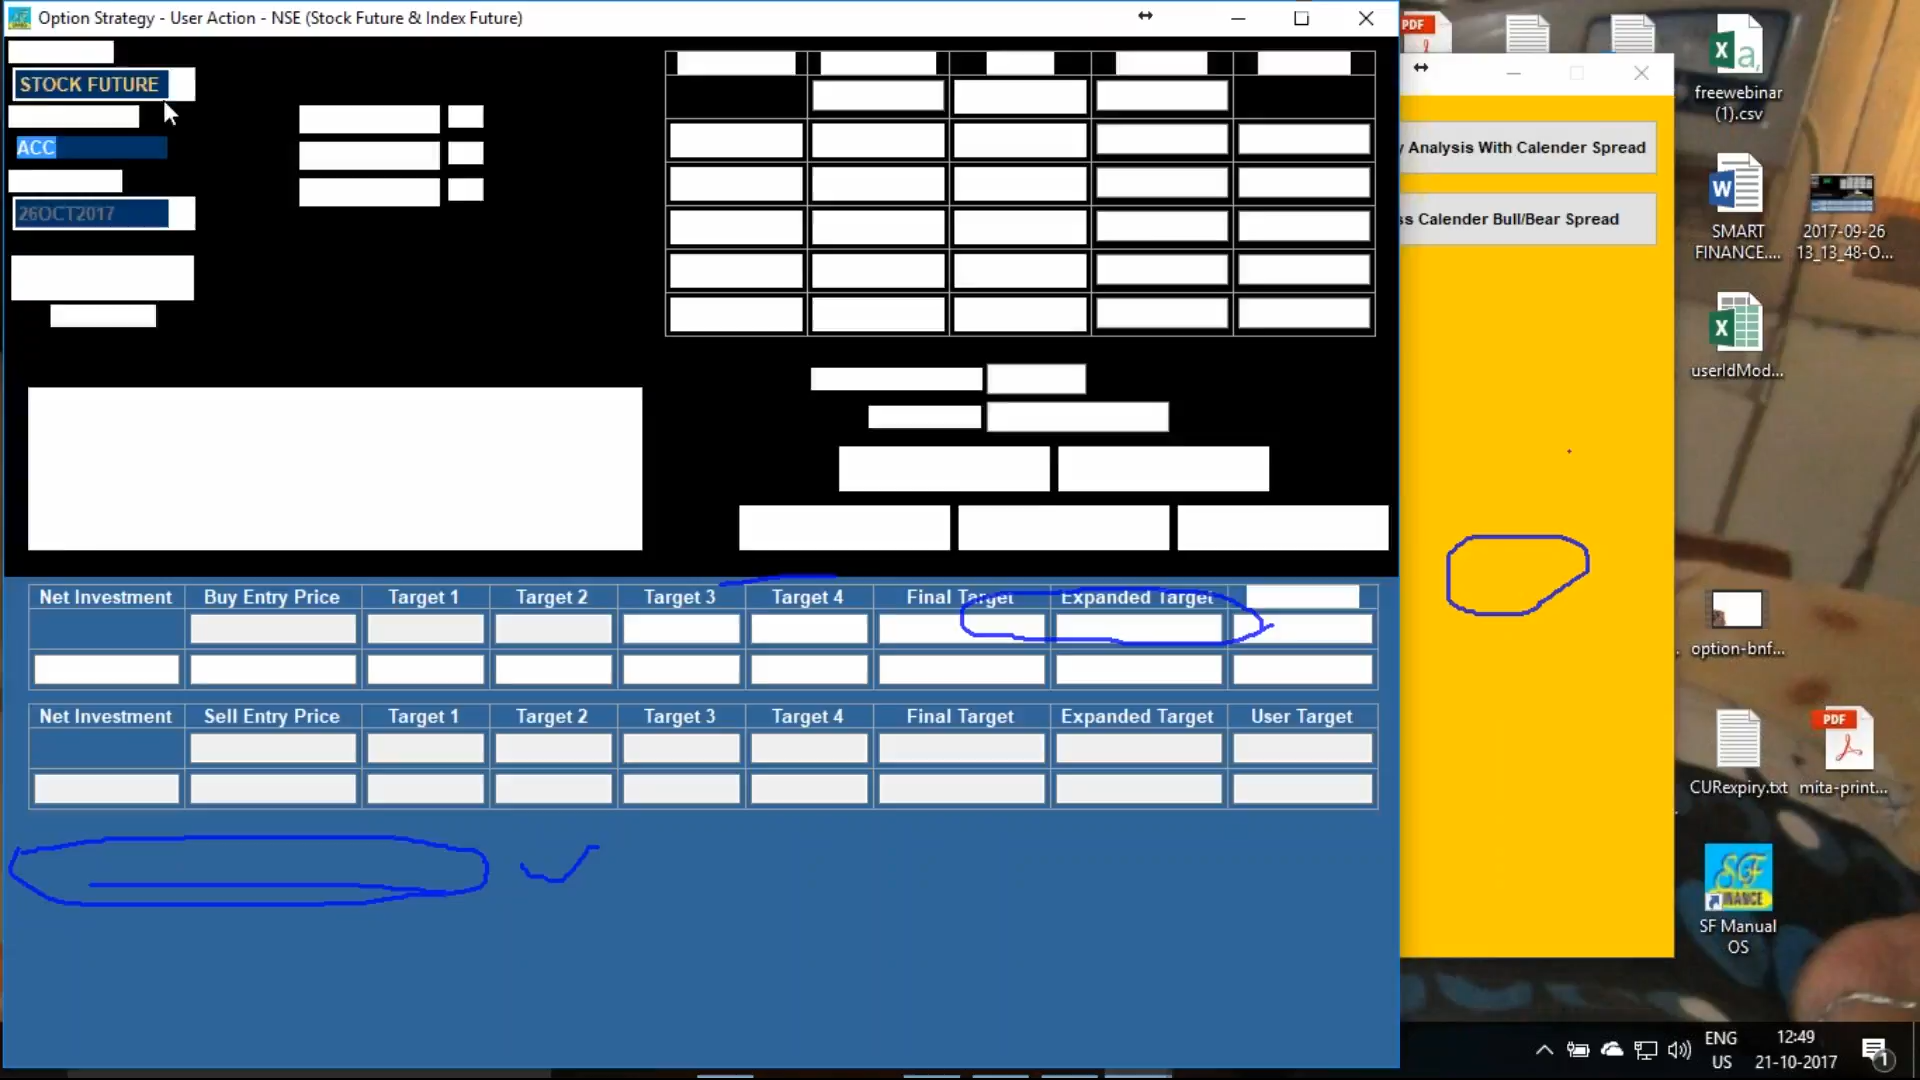 Option Strategy - User Action - NSE (Stock Future & Index Future)
STOCK FUTURE
ACC
26OCT2017
Net Investment Buy Entry Price Target 1 Target 2 Target 3 Target 4 Final Target Expanded Target
Net Investment Sell Entry Price Target 1 Target 2 Target 3 Target 4 Final Target Expanded Target User Target
Analysis With Calender Spread
Calender Bull/Bear Spread
PDF
freewebinar
(1).csv
SMART
FINANCE....
2017-09-26
13_13_48-O...
userIdMod...
option-bnf...
CURexpiry.txt
PDF
mita-print...
SF
SF Manual
OS
ENG
US
12:49
21-10-2017
1